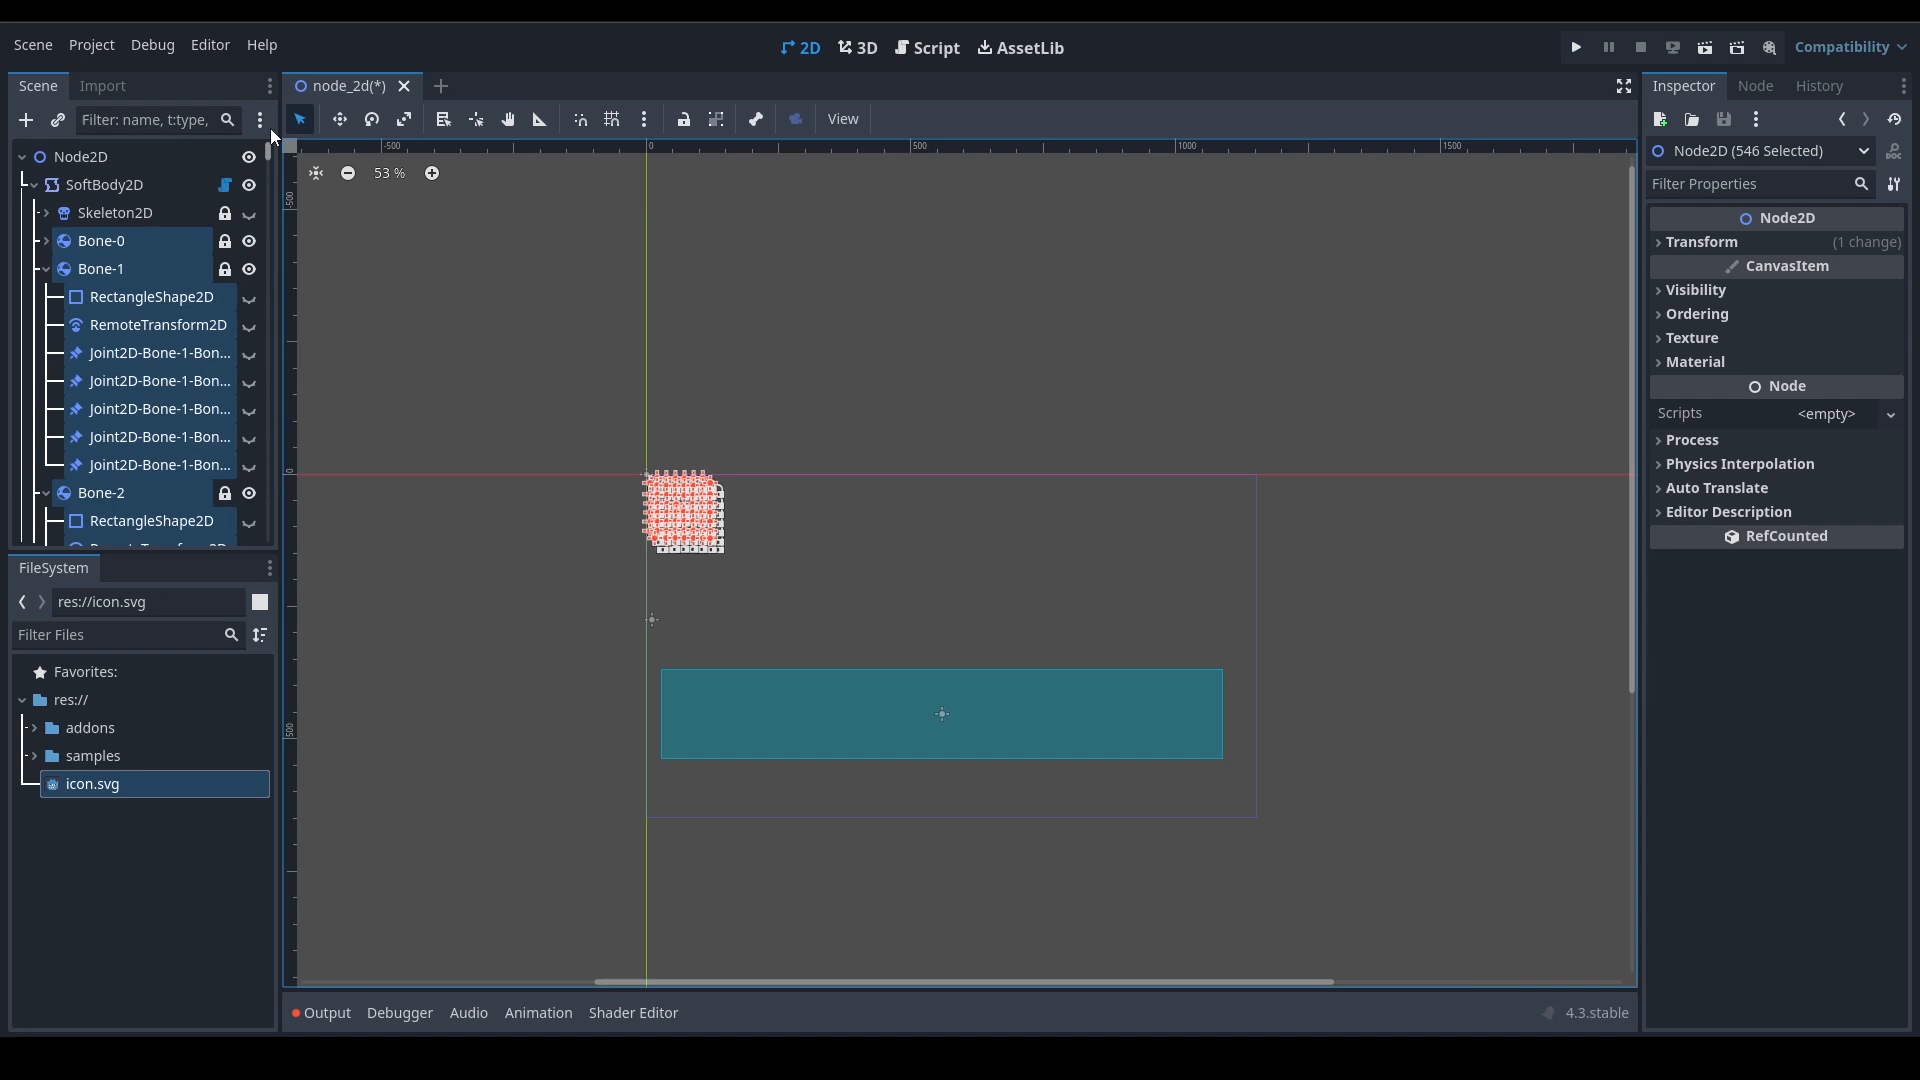 Scene Project Debug Editor Help
2D 3D Script AssetLib
Compatibility
Scene Import
node_2d(*)
Inspector Node History
Filter: name, t:type,
View
Node2D (546 Selected)
Filter Properties
Node2D
SoftBody2D
Skeleton2D
Bone-0
Bone-1
RectangleShape2D
RemoteTransform2D
Joint2D-Bone-1-Bon...
Joint2D-Bone-1-Bon...
Joint2D-Bone-1-Bon...
Joint2D-Bone-1-Bon...
Joint2D-Bone-1-Bon...
Bone-2
RectangleShape2D
-500 0 500 1000 1500
53 %
-500
0
500
Node2D
Transform (1 change)
CanvasItem
Visibility
Ordering
Texture
Material
Node
Scripts <empty>
Process
Physics Interpolation
Auto Translate
Editor Description
RefCounted
FileSystem
res://icon.svg
Filter Files
Favorites:
res://
addons
samples
icon.svg
Output Debugger Audio Animation Shader Editor
4.3.stable